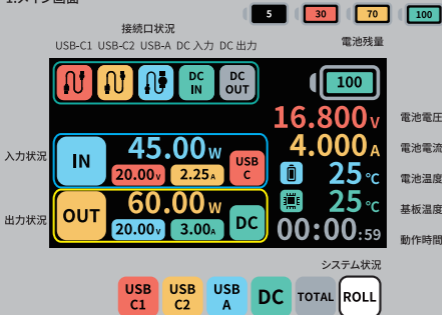 1.メイン画面
5 30 70 100
接続口状況
電池残量
USB-C1 USB-C2 USB-A DC 入力 DC 出力
DC IN
DC OUT
100
16.800V
電池電圧
4.000A
電池電流
入力状況
IN
45.00W
20.00V
2.25A
USB C
25℃
電池温度
出力状況
OUT
60.00W
20.00V
3.00A
DC
25℃
基板温度
00:00:59
動作時間
システム状況
USB C1
USB C2
USB A
DC
TOTAL
ROLL